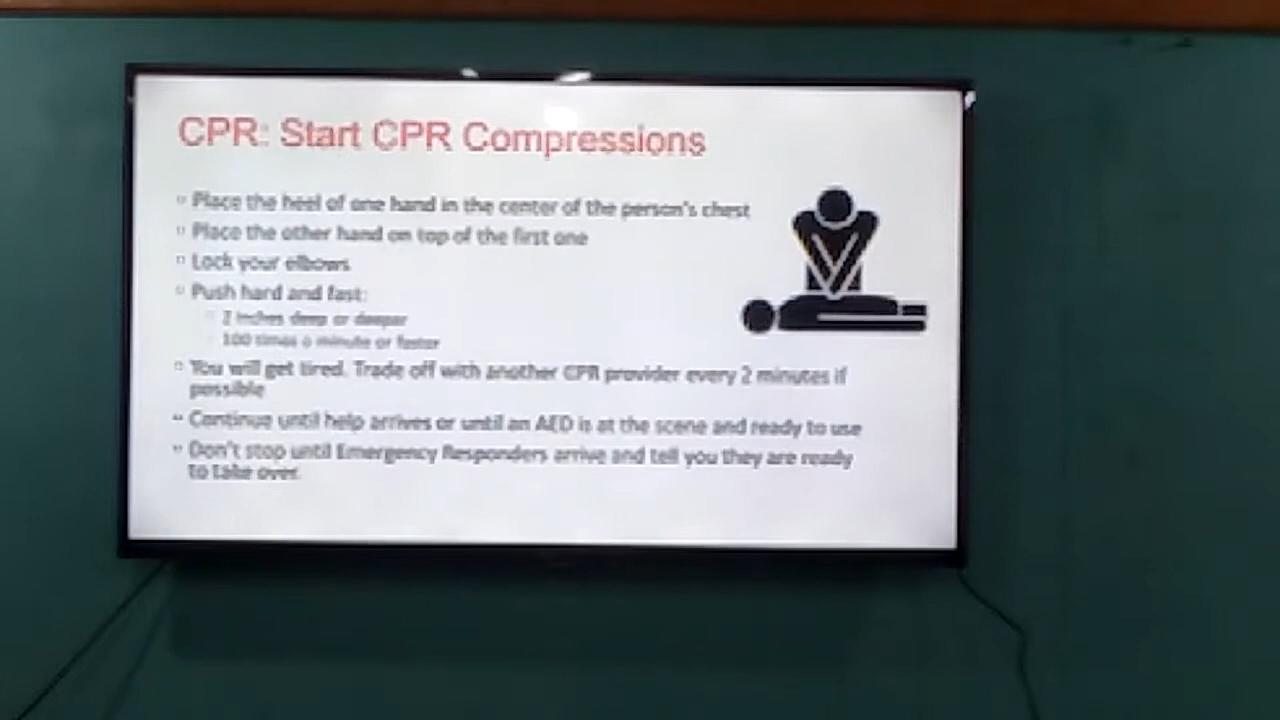 CPR: Start CPR Compressions
Place the heel of one hand in the center of the person's chest
Place the other hand on top of the first one
Lock your elbows
Push hard and fast:
2 inches deep or deeper
100 times a minute or faster
You will get tired. Trade off with another CPR provider every 2 minutes if
possible
Continue until help arrives or until an AED is at the scene and ready to use
Don't stop until Emergency Responders arrive and tell you they are ready
to take over.